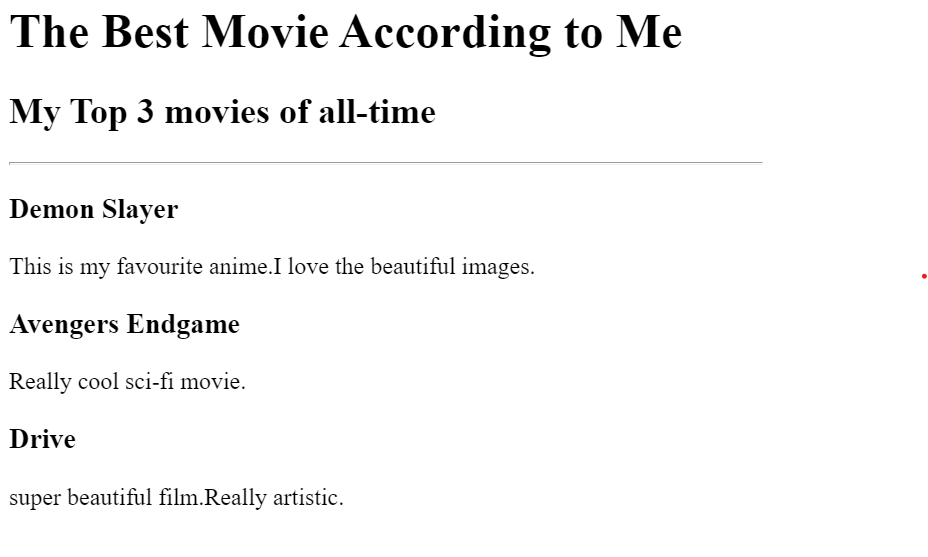 The Best Movie According to Me
My Top 3 movies of all-time
Demon Slayer
This is my favourite anime.I love the beautiful images.
Avengers Endgame
Really cool sci-fi movie.
Drive
super beautiful film.Really artistic.